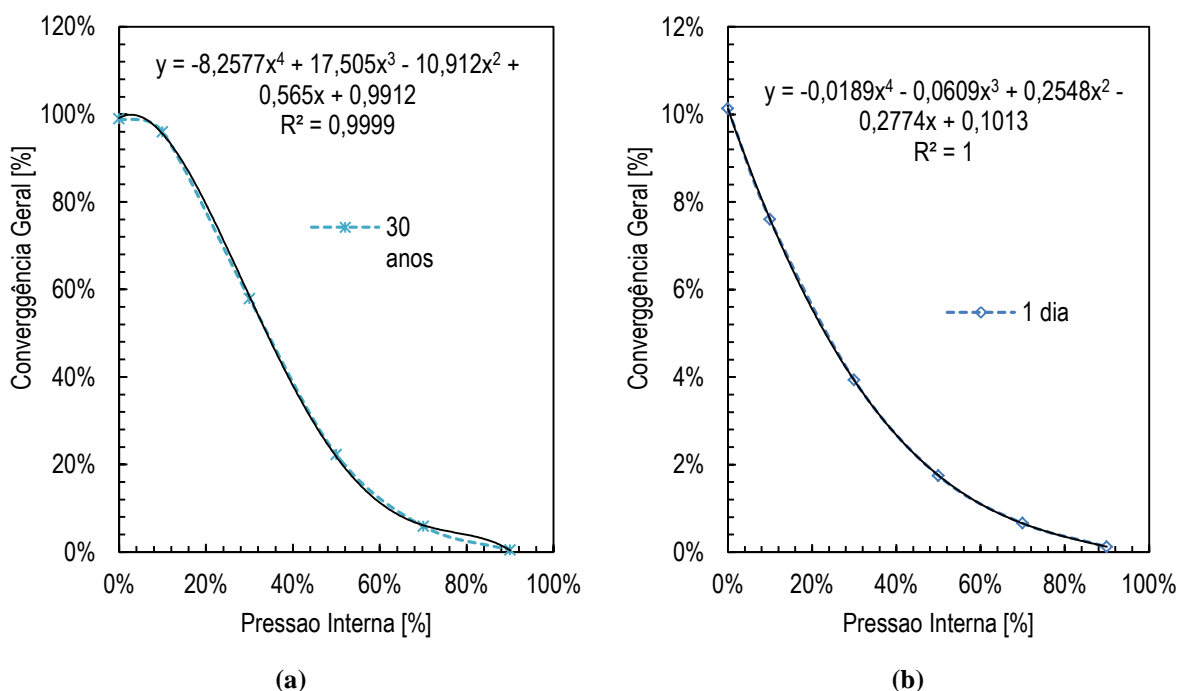 120%
100%
80%
60%
40%
20%
0%
Converggência Geral [%]
y = -8,2577x⁴ + 17,505x³ - 10,912x² +
0,565x + 0,9912
R² = 0,9999
30
anos
0% 20% 40% 60% 80% 100%
Pressao Interna [%]
(a)
12%
10%
8%
6%
4%
2%
0%
Converggência Geral [%]
y = -0,0189x⁴ - 0,0609x³ + 0,2548x² -
0,2774x + 0,1013
R² = 1
1 dia
0% 20% 40% 60% 80% 100%
Pressao Interna [%]
(b)